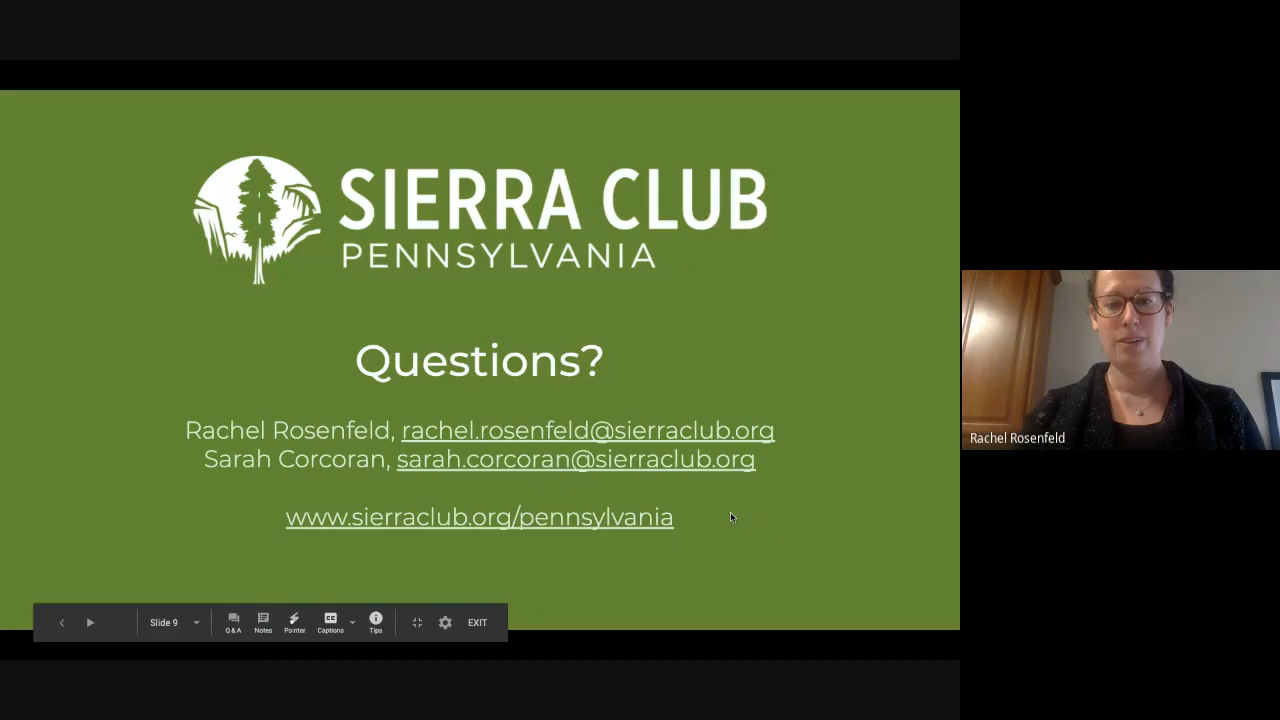 SIERRA CLUB
PENNSYLVANIA
Questions?
Rachel Rosenfeld, rachel.rosenfeld@sierraclub.org
Sarah Corcoran, sarah.corcoran@sierraclub.org
www.sierraclub.org/pennsylvania
Rachel Rosenfeld
Slide 9
Q & A
Notes
Pointer
CC
Captions
Tips
EXIT